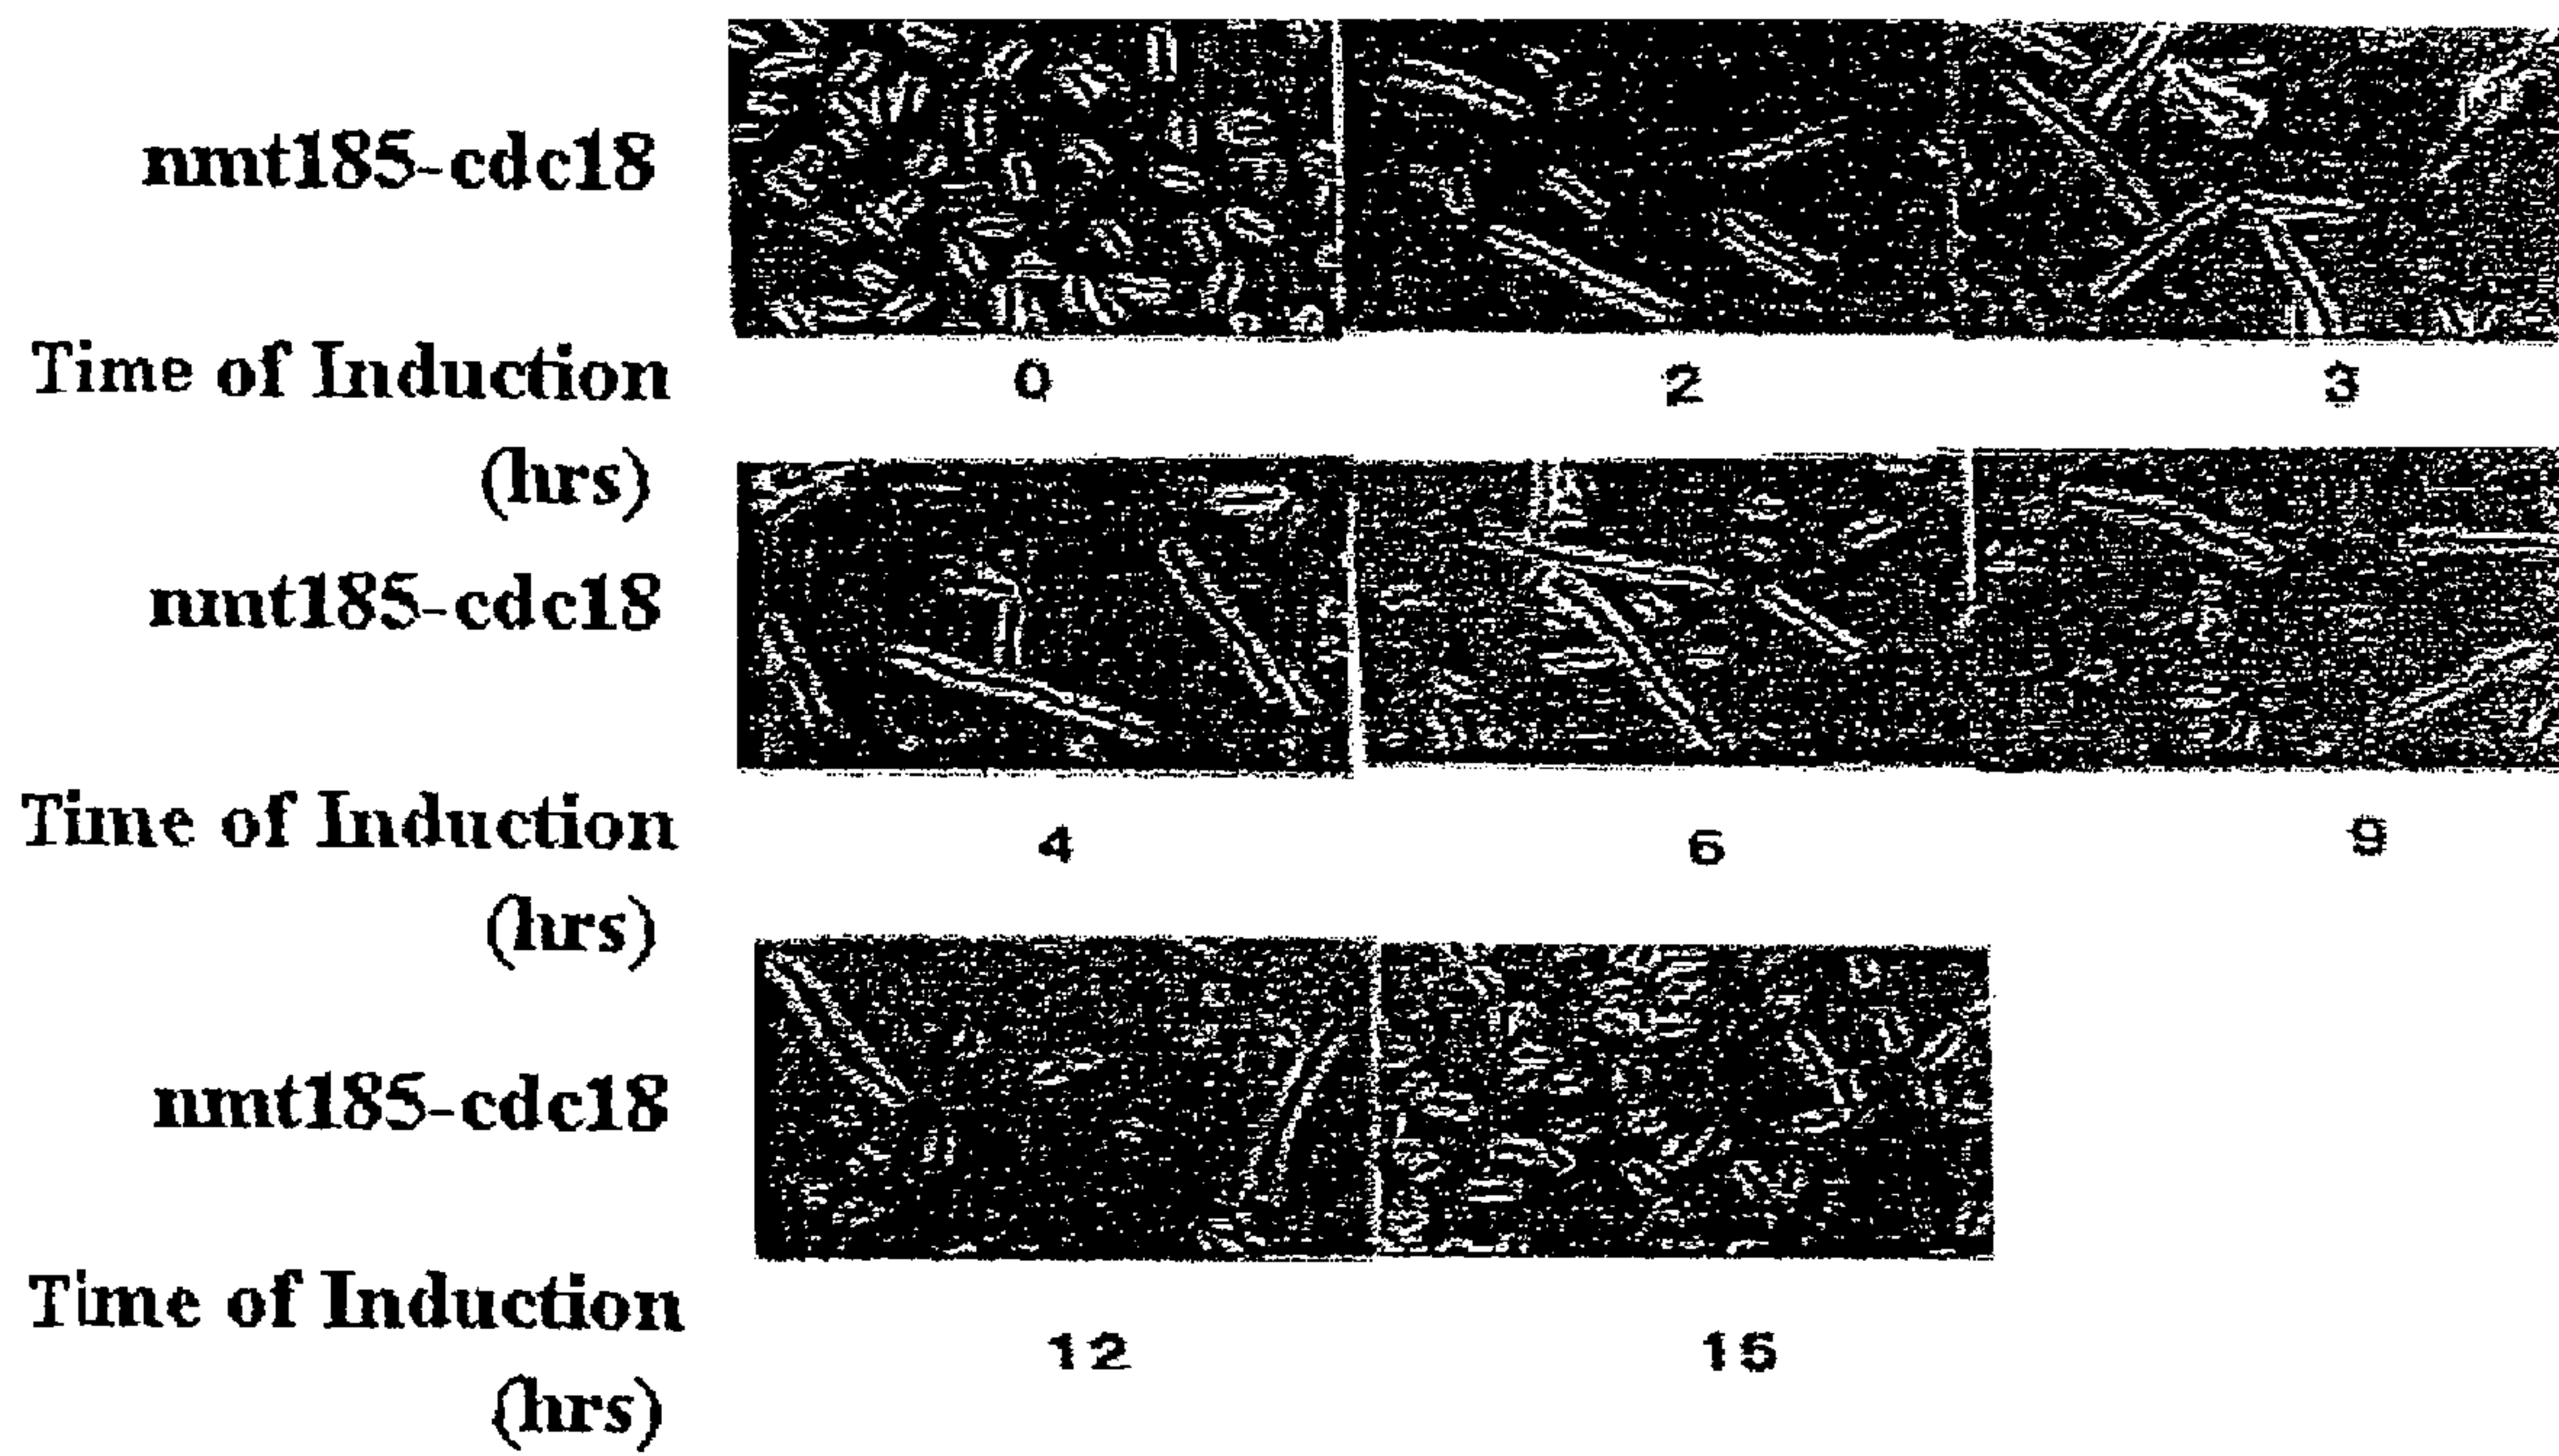 nmt185-cdc18
Time of Induction
0 2 3
(hrs)
nmt185-cdc18
Time of Induction
4 6 9
(hrs)
nmt185-cdc18
Time of Induction
12 15
(hrs)